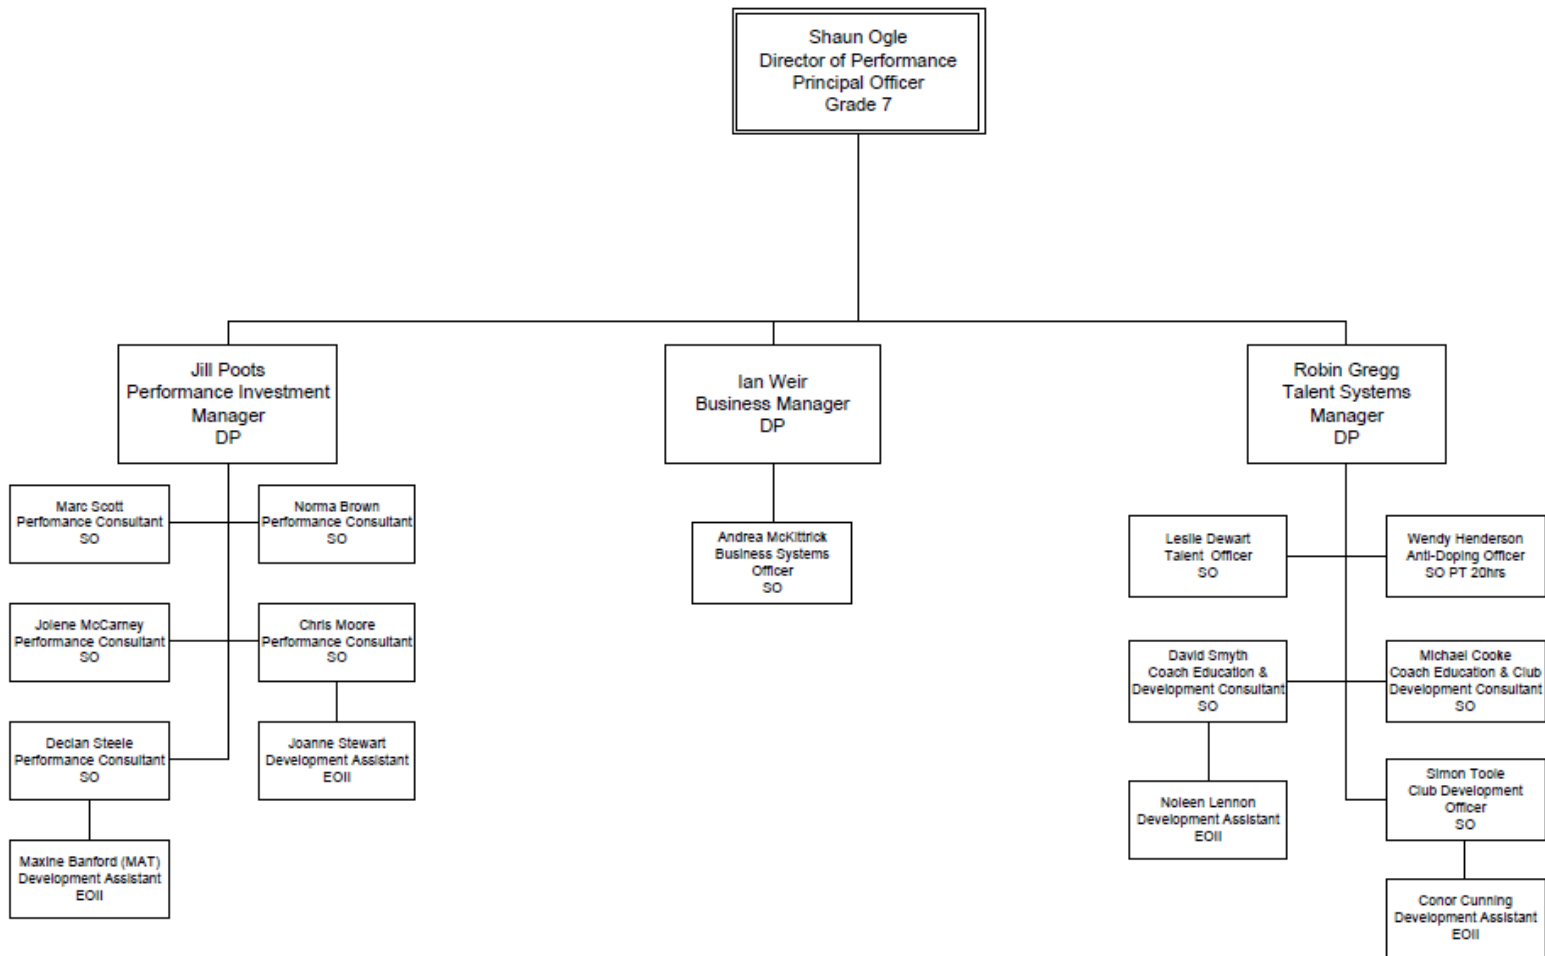 Shaun Ogle
Director of Performance
Principal Officer
Grade 7
Jill Poots
Performance Investment
Manager
DP
Ian Weir
Business Manager
DP
Robin Gregg
Talent Systems
Manager
DP
Marc Scott
Perfomance Consultant
SO
Norma Brown
Performance Consultant
SO
Andrea McKittrick
Business Systems
Officer
SO
Leslie Dewart
Talent Officer
SO
Wendy Henderson
Anti-Doping Officer
SO PT 20hrs
Jolene McCarney
Performance Consultant
SO
Chris Moore
Performance Consultant
SO
David Smyth
Coach Education &
Development Consultant
SO
Michael Cooke
Coach Education & Club
Development Consultant
SO
Declan Steele
Performance Consultant
SO
Joanne Stewart
Development Assistant
EOII
Noleen Lennon
Development Assistant
EOII
Simon Toole
Club Development
Officer
SO
Maxine Banford (MAT)
Development Assistant
EOII
Conor Cunning
Development Assistant
EOII